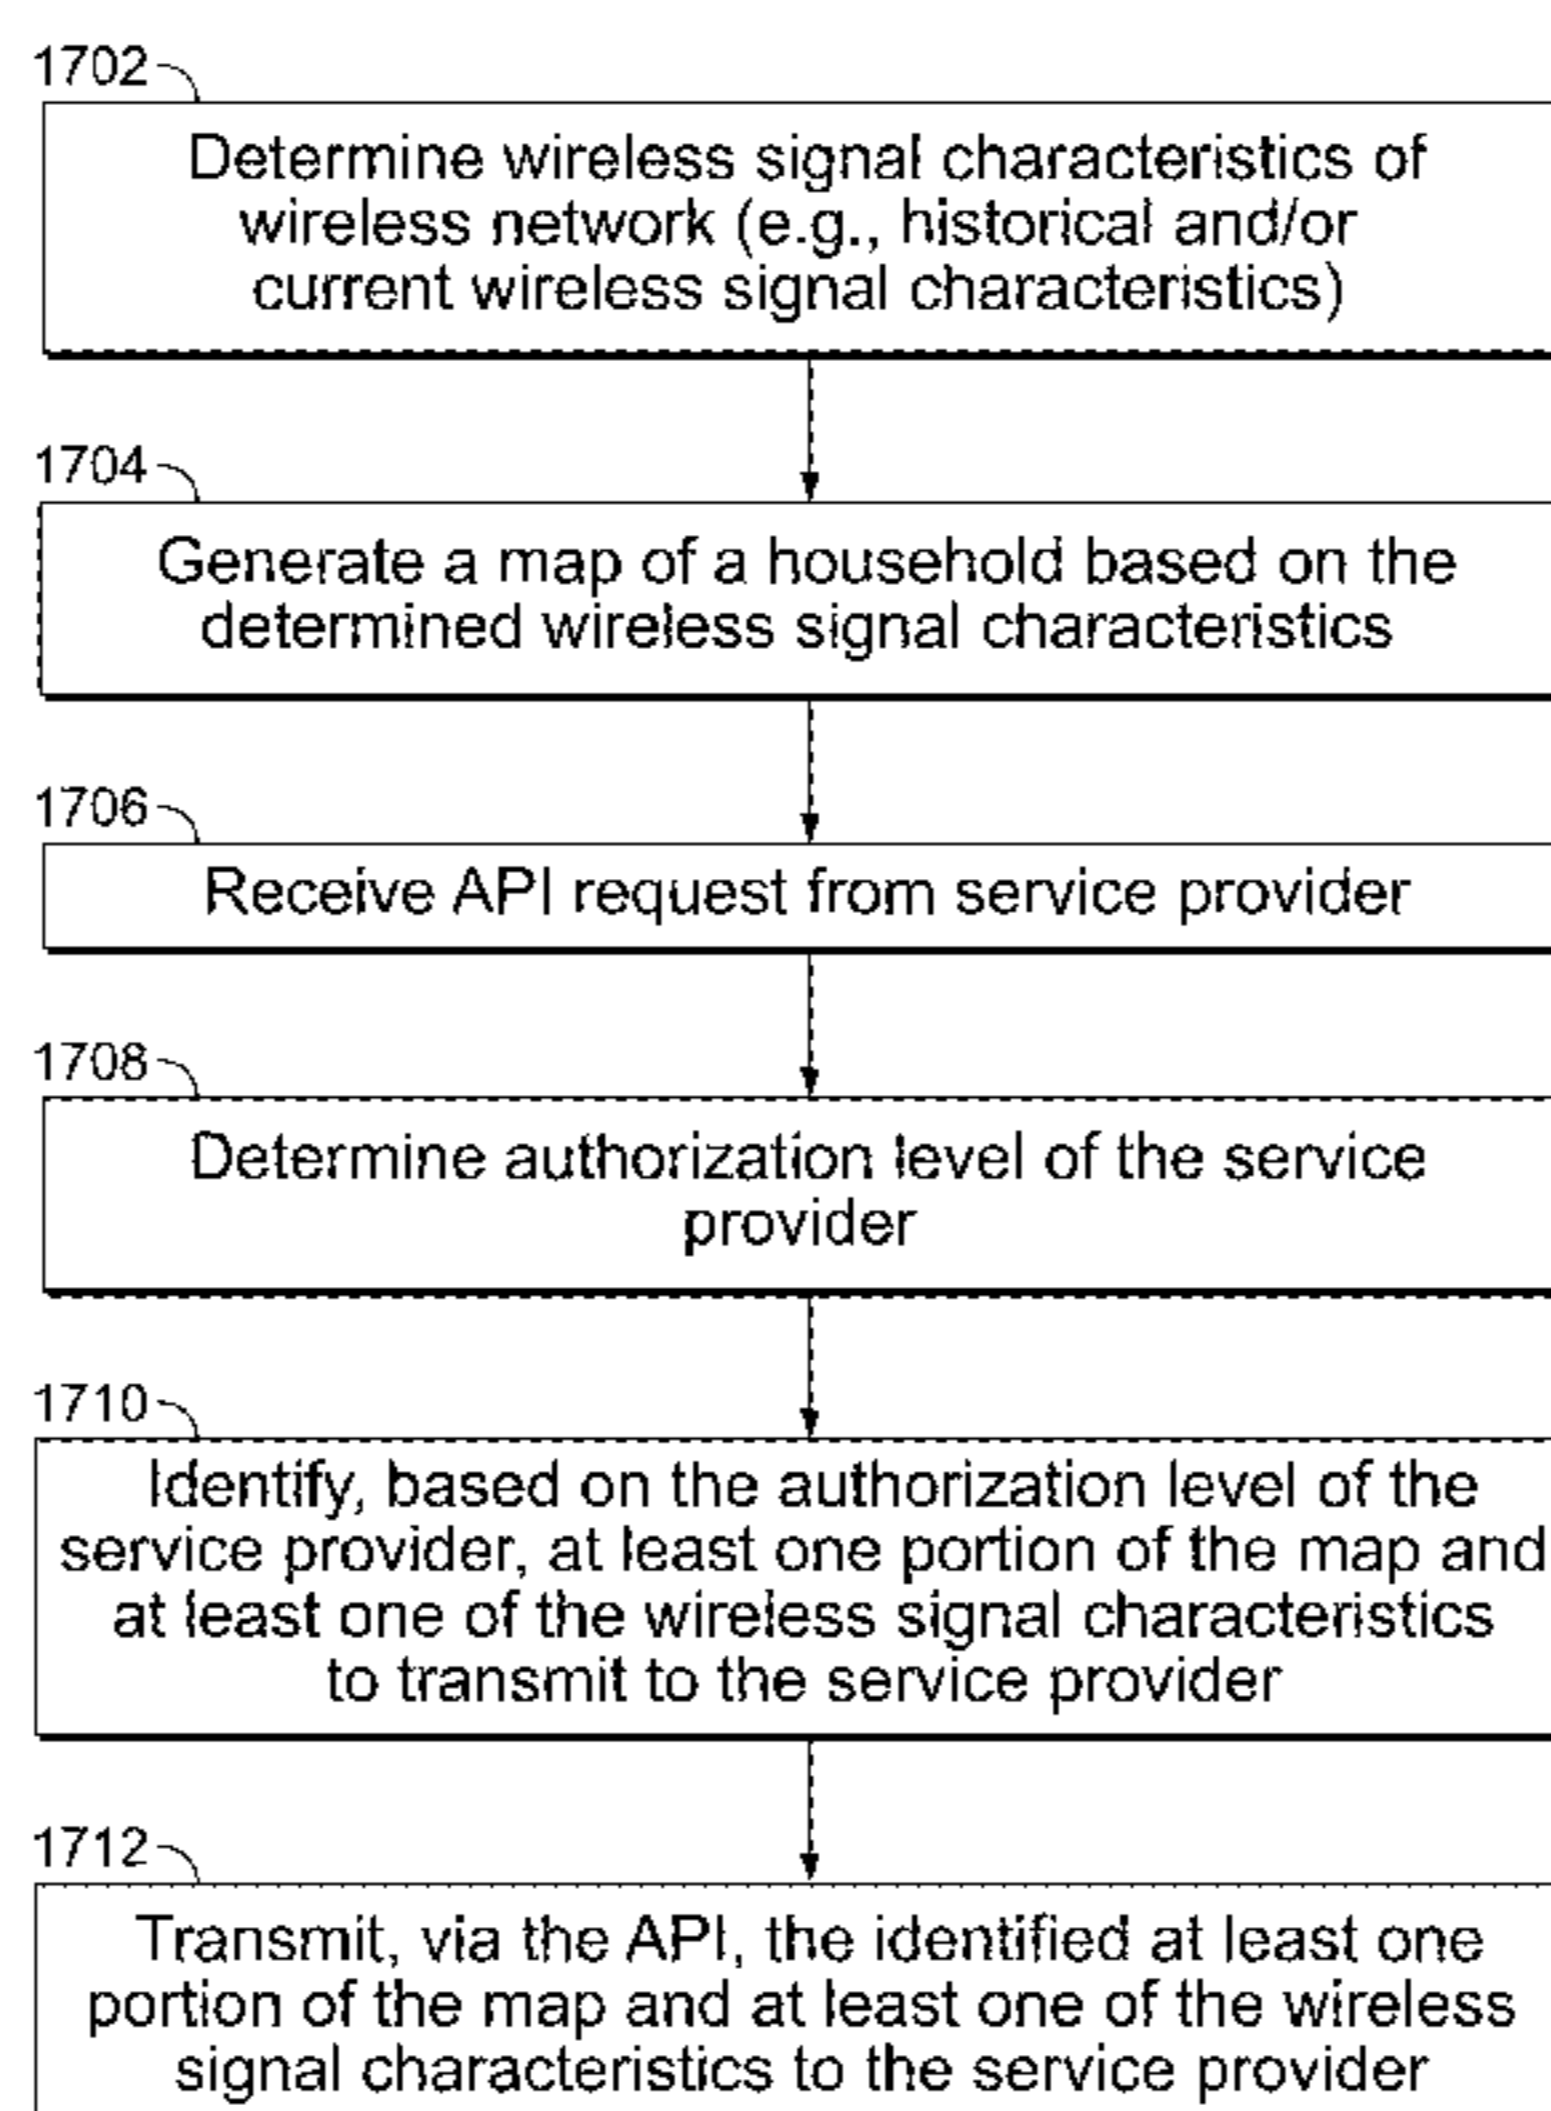 1702
Determine wireless signal characteristics of
wireless network (e.g., historical and/or
current wireless signal characteristics)
1704
Generate a map of a household based on the
determined wireless signal characteristics
1706
Receive API request from service provider
1708
Determine authorization level of the service
provider
1710
Identify, based on the authorization level of the
service provider, at least one portion of the map and
at least one of the wireless signal characteristics
to transmit to the service provider
1712
Transmit, via the API, the identified at least one
portion of the map and at least one of the wireless
signal characteristics to the service provider